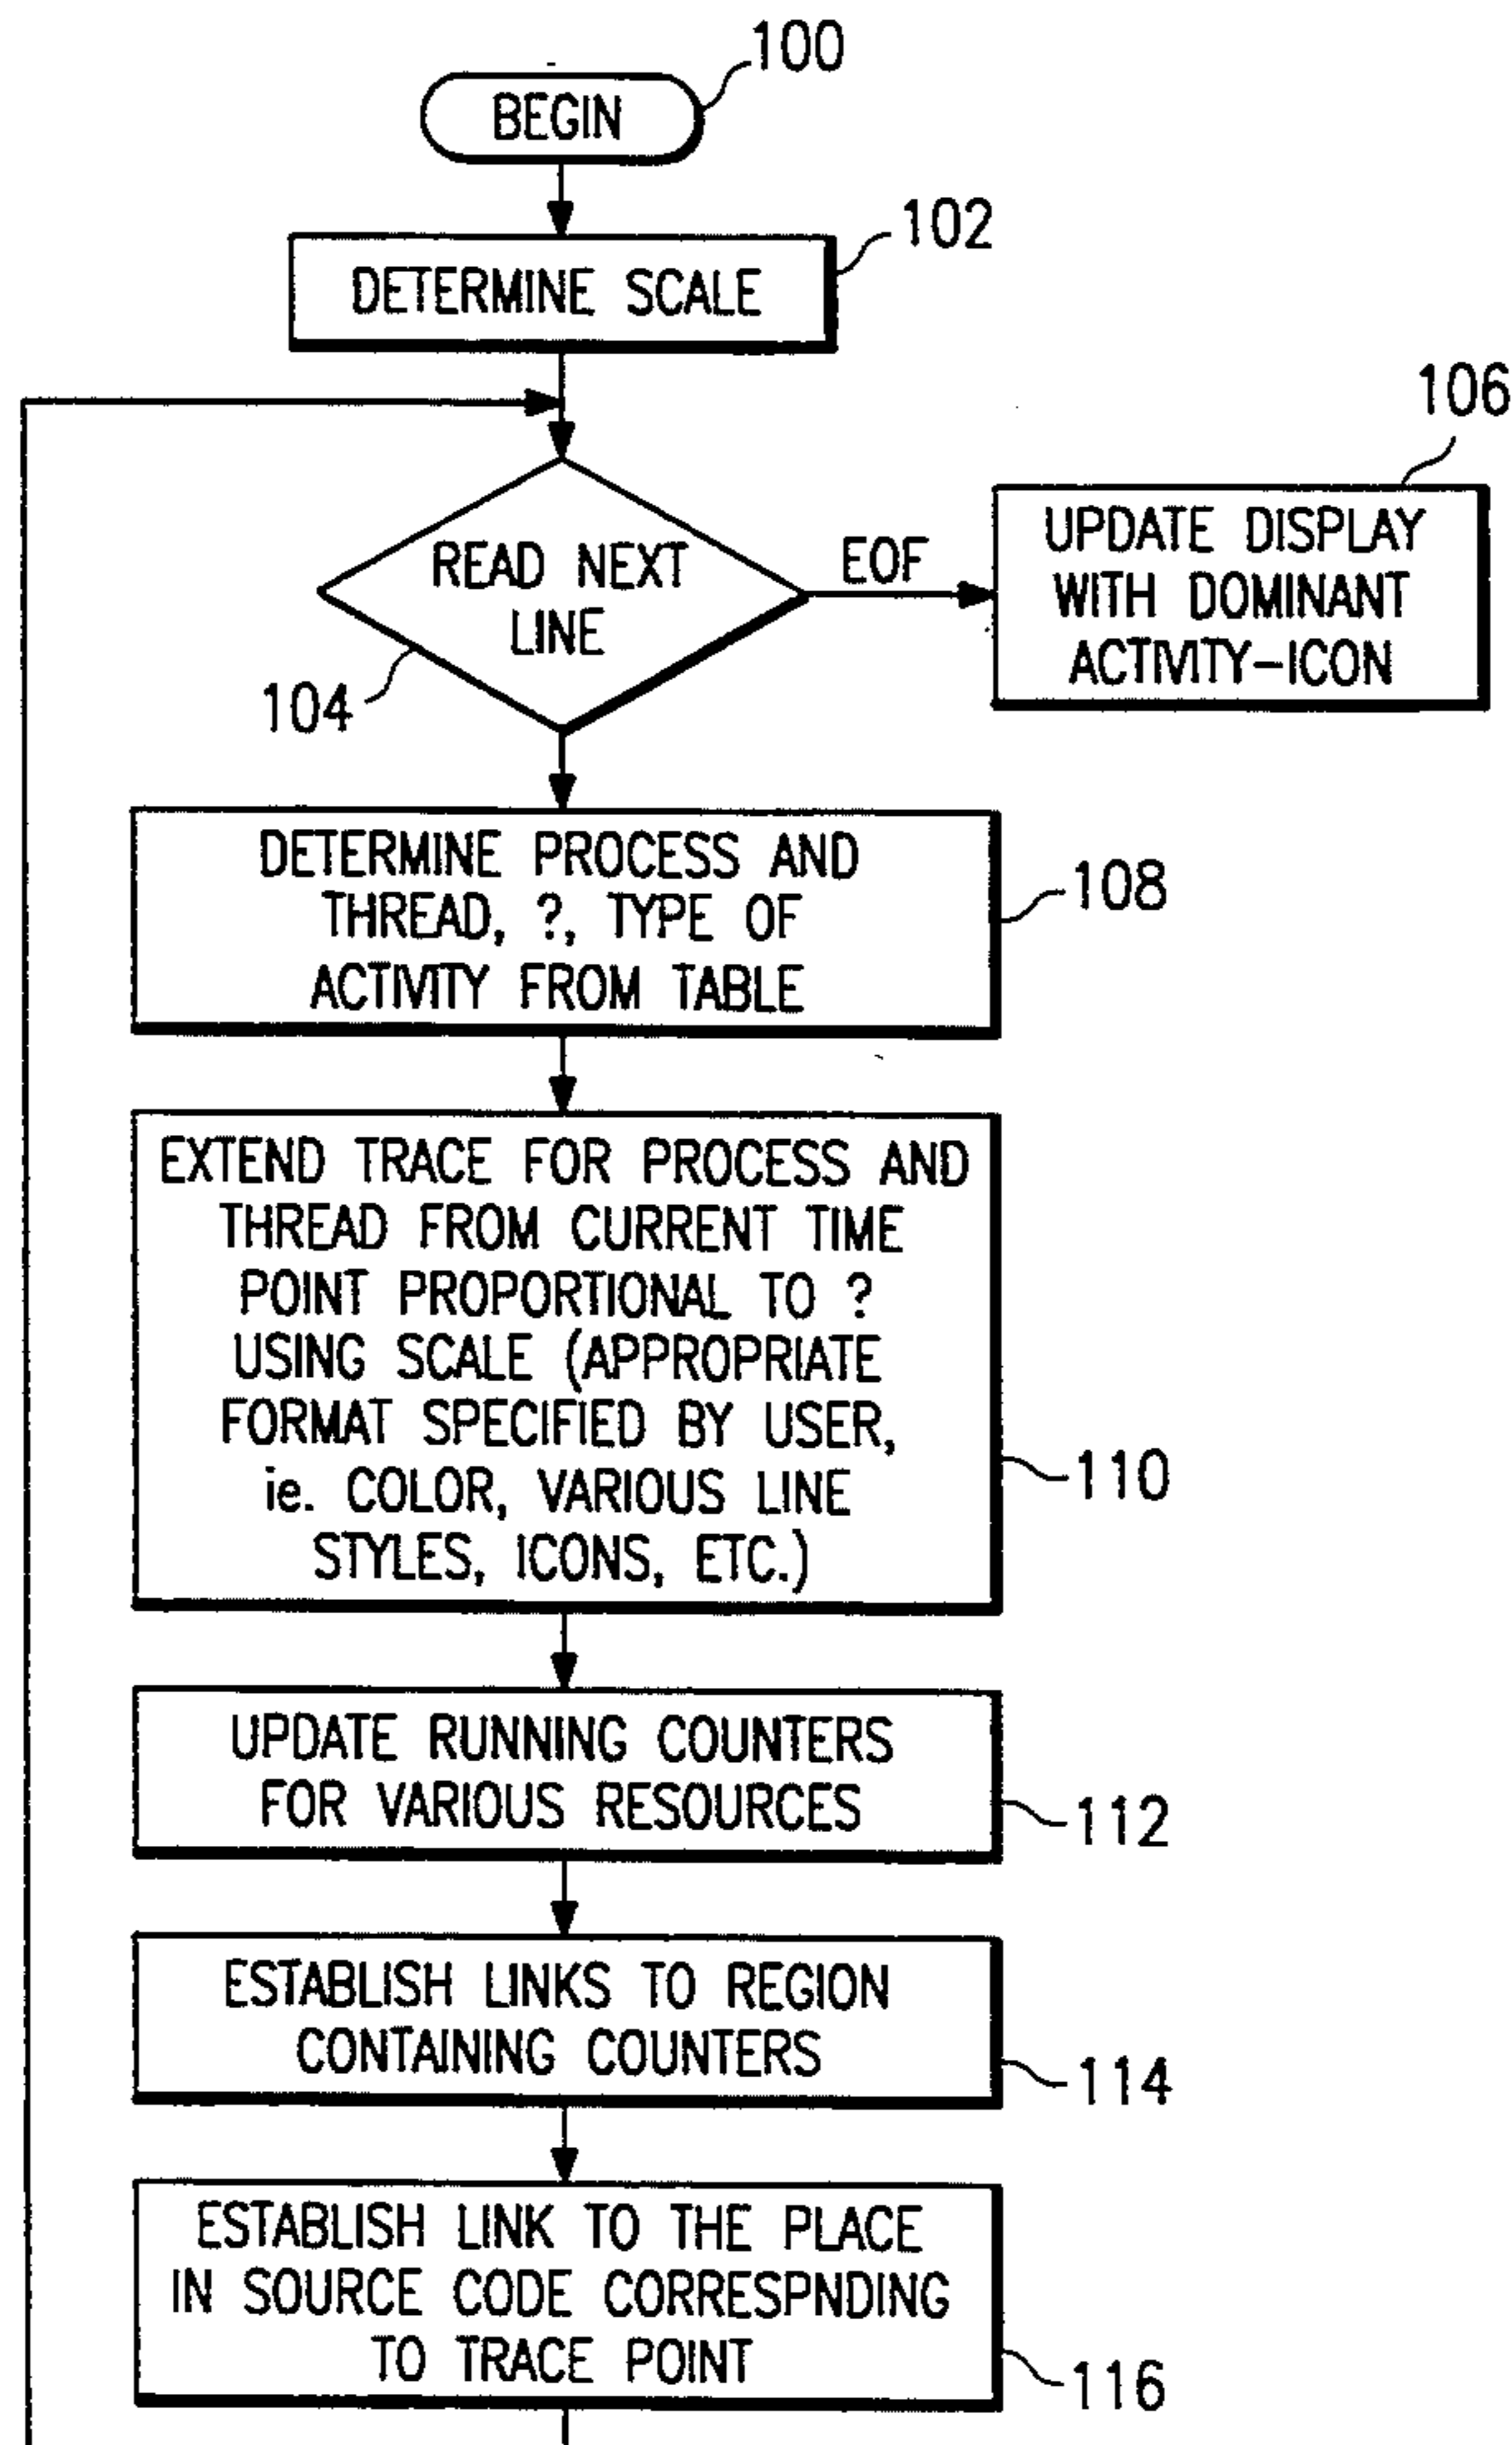 100
BEGIN
102
DETERMINE SCALE
106
READ NEXT
LINE
EOF
UPDATE DISPLAY
WITH DOMINANT
ACTIVITY-ICON
104
DETERMINE PROCESS AND
THREAD, ?, TYPE OF
ACTIVITY FROM TABLE
108
EXTEND TRACE FOR PROCESS AND
THREAD FROM CURRENT TIME
POINT PROPORTIONAL TO ?
USING SCALE (APPROPRIATE
FORMAT SPECIFIED BY USER,
ie. COLOR, VARIOUS LINE
STYLES, ICONS, ETC.)
110
UPDATE RUNNING COUNTERS
FOR VARIOUS RESOURCES
112
ESTABLISH LINKS TO REGION
CONTAINING COUNTERS
114
ESTABLISH LINK TO THE PLACE
IN SOURCE CODE CORRESPNDING
TO TRACE POINT
116